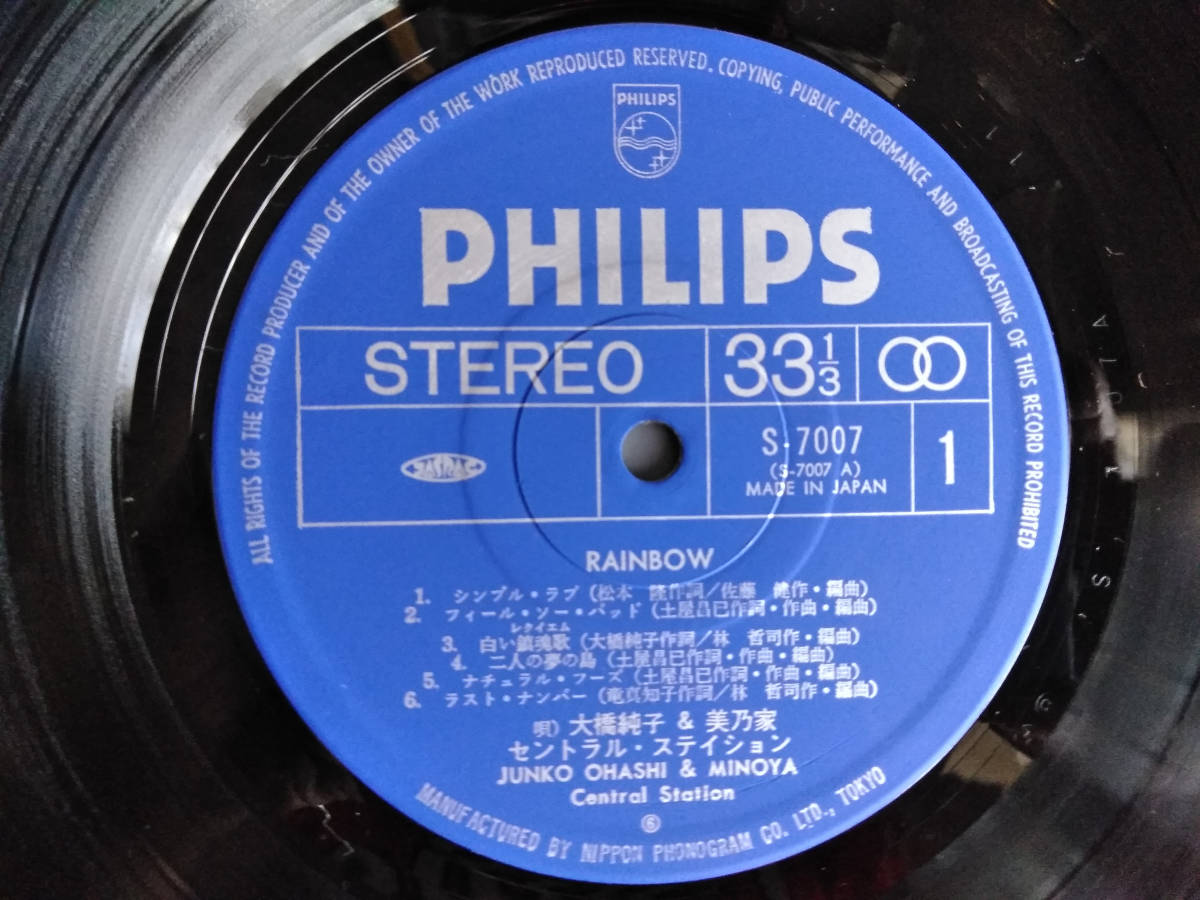 ALL RIGHTS OF THE RECORD PRODUCER AND OF THE OWNER OF THE WORK REPRODUCED RESERVED. COPYING, PUBLIC PERFORMANCE AND BROADCASTING OF THIS RECORD PROHIBITED
PHILIPS
PHILIPS
STEREO
33 1/3
JASRAC
S-7007
(S-7007 A)
MADE IN JAPAN
1
RAINBOW
1. シンプル・ラブ (松本 隆作詞/佐藤 健作・編曲)
2. フィール・ソー・バッド (土屋昌巳作詞・作曲・編曲)
レクイエム
3. 白い鎮魂歌 (大橋純子作詞/林 哲司作・編曲)
4. 二人の夢の島 (土屋昌巳作詞・作曲・編曲)
5. ナチュラル・フーズ (土屋昌巳作詞・作曲・編曲)
6. ラスト・ナンバー (竜真知子作詞/林 哲司作・編曲)
唄) 大橋純子 & 美乃家
セントラル・ステイション
JUNKO OHASHI & MINOYA
Central Station
⑥
MANUFACTURED BY NIPPON PHONOGRAM CO. LTD., TOKYO